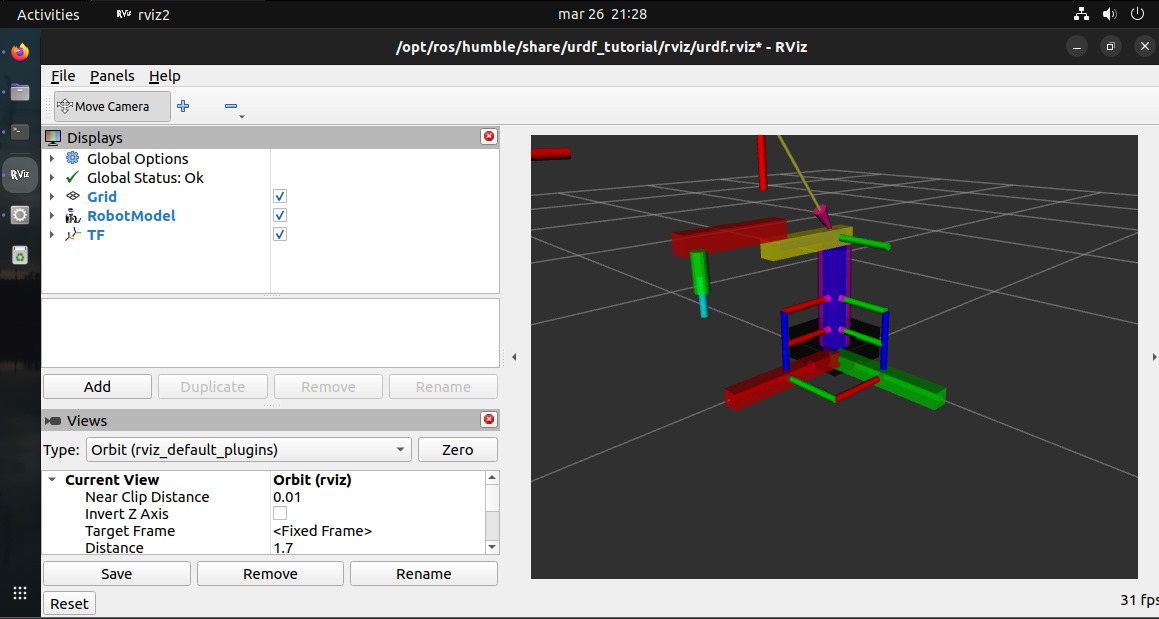 Activities RViz rviz2 mar 26 21:28
/opt/ros/humble/share/urdf_tutorial/rviz/urdf.rviz* - RViz
File Panels Help
Move Camera
Displays
Global Options
Global Status: Ok
Grid
RobotModel
TF
RViz
Add Duplicate Remove Rename
Views
Type: Orbit (rviz_default_plugins) Zero
Current View Orbit (rviz)
Near Clip Distance 0.01
Invert Z Axis
Target Frame <Fixed Frame>
Distance 1.7
Save Remove Rename
Reset
31 fps